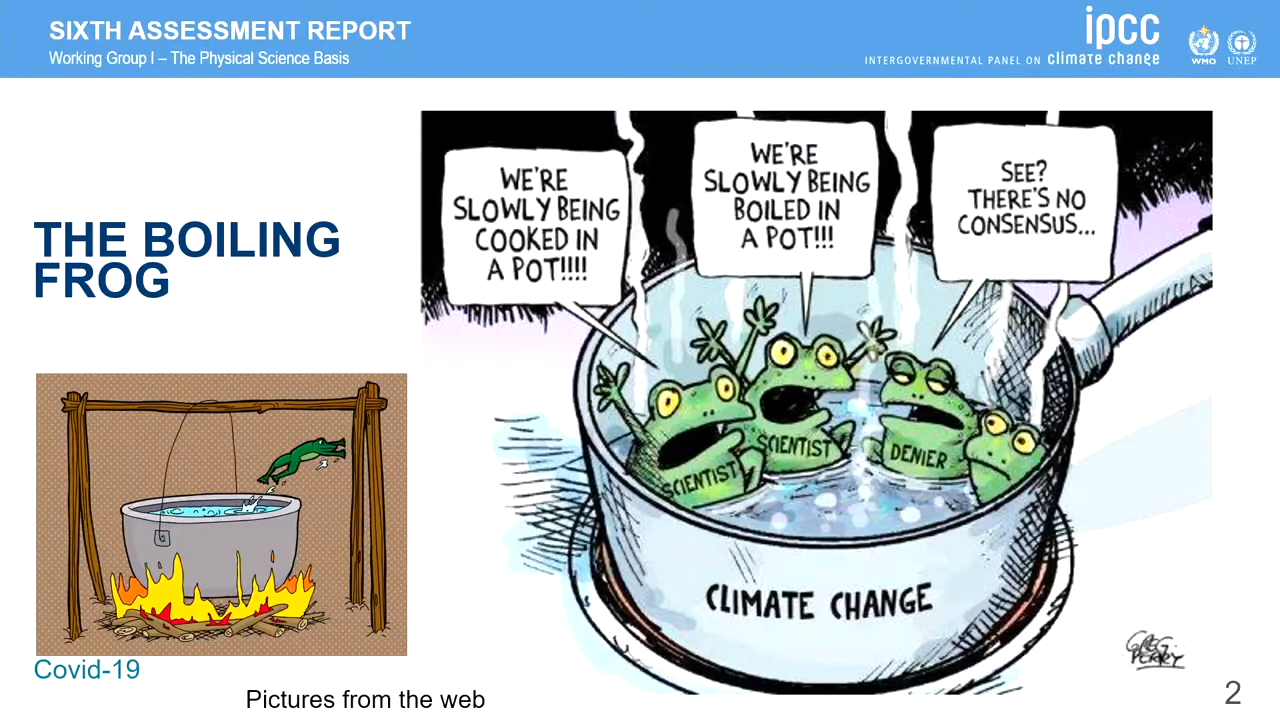 SIXTH ASSESSMENT REPORT
Working Group I – The Physical Science Basis
ipcc
INTERGOVERNMENTAL PANEL ON climate change
WMO
UNEP
THE BOILING
FROG
WE'RE
SLOWLY BEING
COOKED IN
A POT!!!!
WE'RE
SLOWLY BEING
BOILED IN
A POT!!!
SEE?
THERE'S NO
CONSENSUS...
SCIENTIST
SCIENTIST
DENIER
CLIMATE CHANGE
GREG
PERRY
Covid-19
Pictures from the web
2